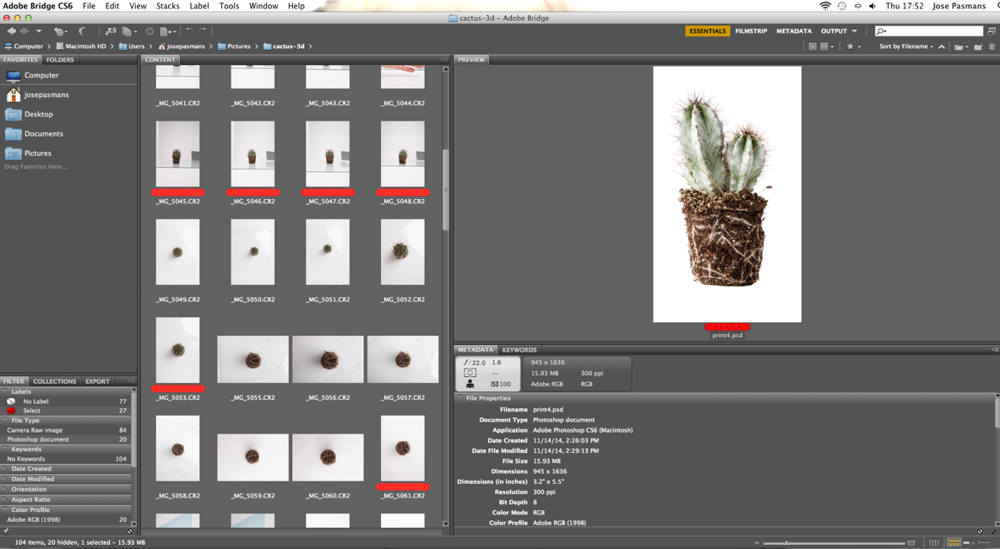 Adobe Bridge CS6 File Edit View Stacks Label Tools Window Help Thu 17:52 Jose Pasmans
cactus-3d – Adobe Bridge
ESSENTIALS FILMSTRIP METADATA OUTPUT
Computer Macintosh HD Users josepasmans Pictures cactus-3d Sort by Filename
FAVORITES FOLDERS
Computer
josepasmans
Desktop
Documents
Pictures
Drag Favorites Here...
FILTER COLLECTIONS EXPORT
Labels
No Label 77
Select 27
File Type
Camera Raw image 84
Photoshop document 20
Keywords
No Keywords 104
Date Created
Date Modified
Orientation
Aspect Ratio
Color Profile
Adobe RGB (1998) 20
CONTENT
_MG_5041.CR2 _MG_5042.CR2 _MG_5043.CR2 _MG_5044.CR2
_MG_5045.CR2 _MG_5046.CR2 _MG_5047.CR2 _MG_5048.CR2
_MG_5049.CR2 _MG_5050.CR2 _MG_5051.CR2 _MG_5052.CR2
_MG_5053.CR2 _MG_5055.CR2 _MG_5056.CR2 _MG_5057.CR2
_MG_5058.CR2 _MG_5059.CR2 _MG_5060.CR2 _MG_5061.CR2
PREVIEW
print4.psd
METADATA KEYWORDS
f/22.0 1.6 945 x 1636
-- 15.93 MB 300 ppi
ISO 100 Adobe RGB RGB
File Properties
Filename print4.psd
Document Type Photoshop document
Application Adobe Photoshop CS6 (Macintosh)
Date Created 11/14/14, 2:26:03 PM
Date File Modified 11/14/14, 2:29:13 PM
File Size 15.93 MB
Dimensions 945 x 1636
Dimensions (in inches) 3.2" x 5.5"
Resolution 300 ppi
Bit Depth 8
Color Mode RGB
Color Profile Adobe RGB (1998)
104 items, 20 hidden, 1 selected – 15.93 MB